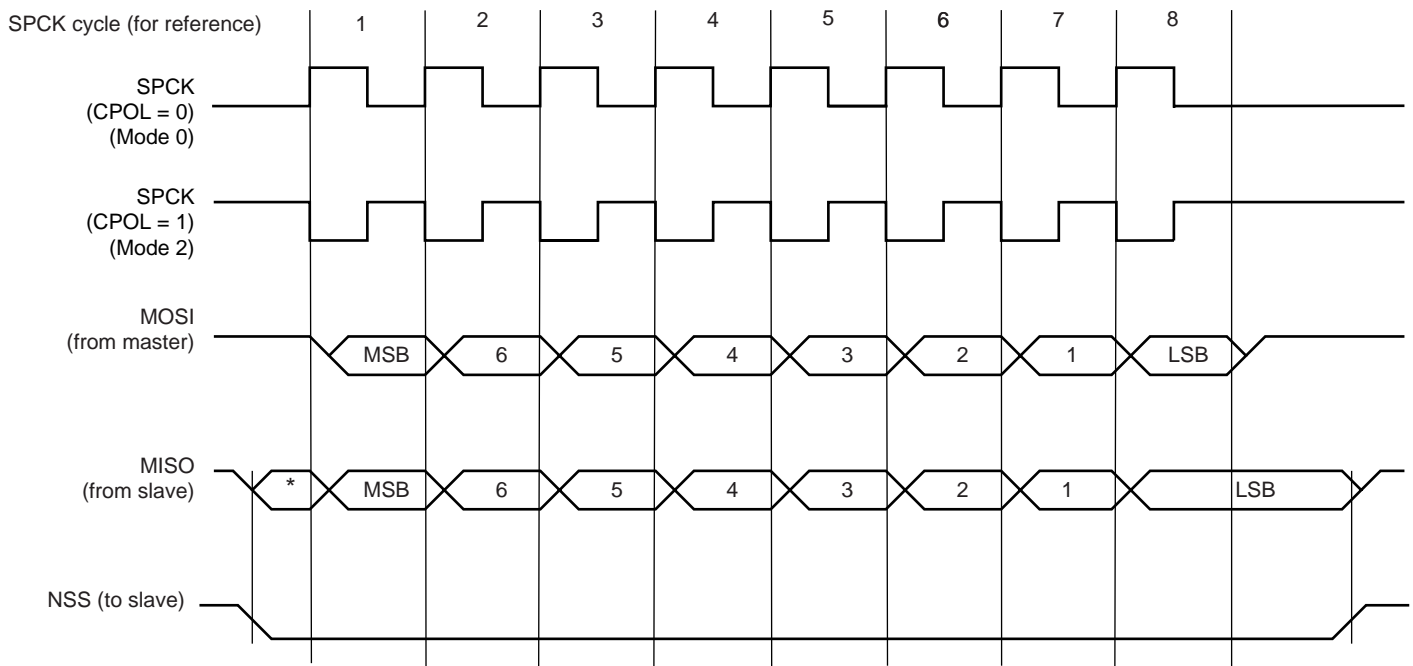 SPCK cycle (for reference) 1 2 3 4 5 6 7 8
SPCK
(CPOL = 0)
(Mode 0)
SPCK
(CPOL = 1)
(Mode 2)
MOSI
(from master)
MSB 6 5 4 3 2 1 LSB
MISO
(from slave)
* MSB 6 5 4 3 2 1 LSB
NSS (to slave)